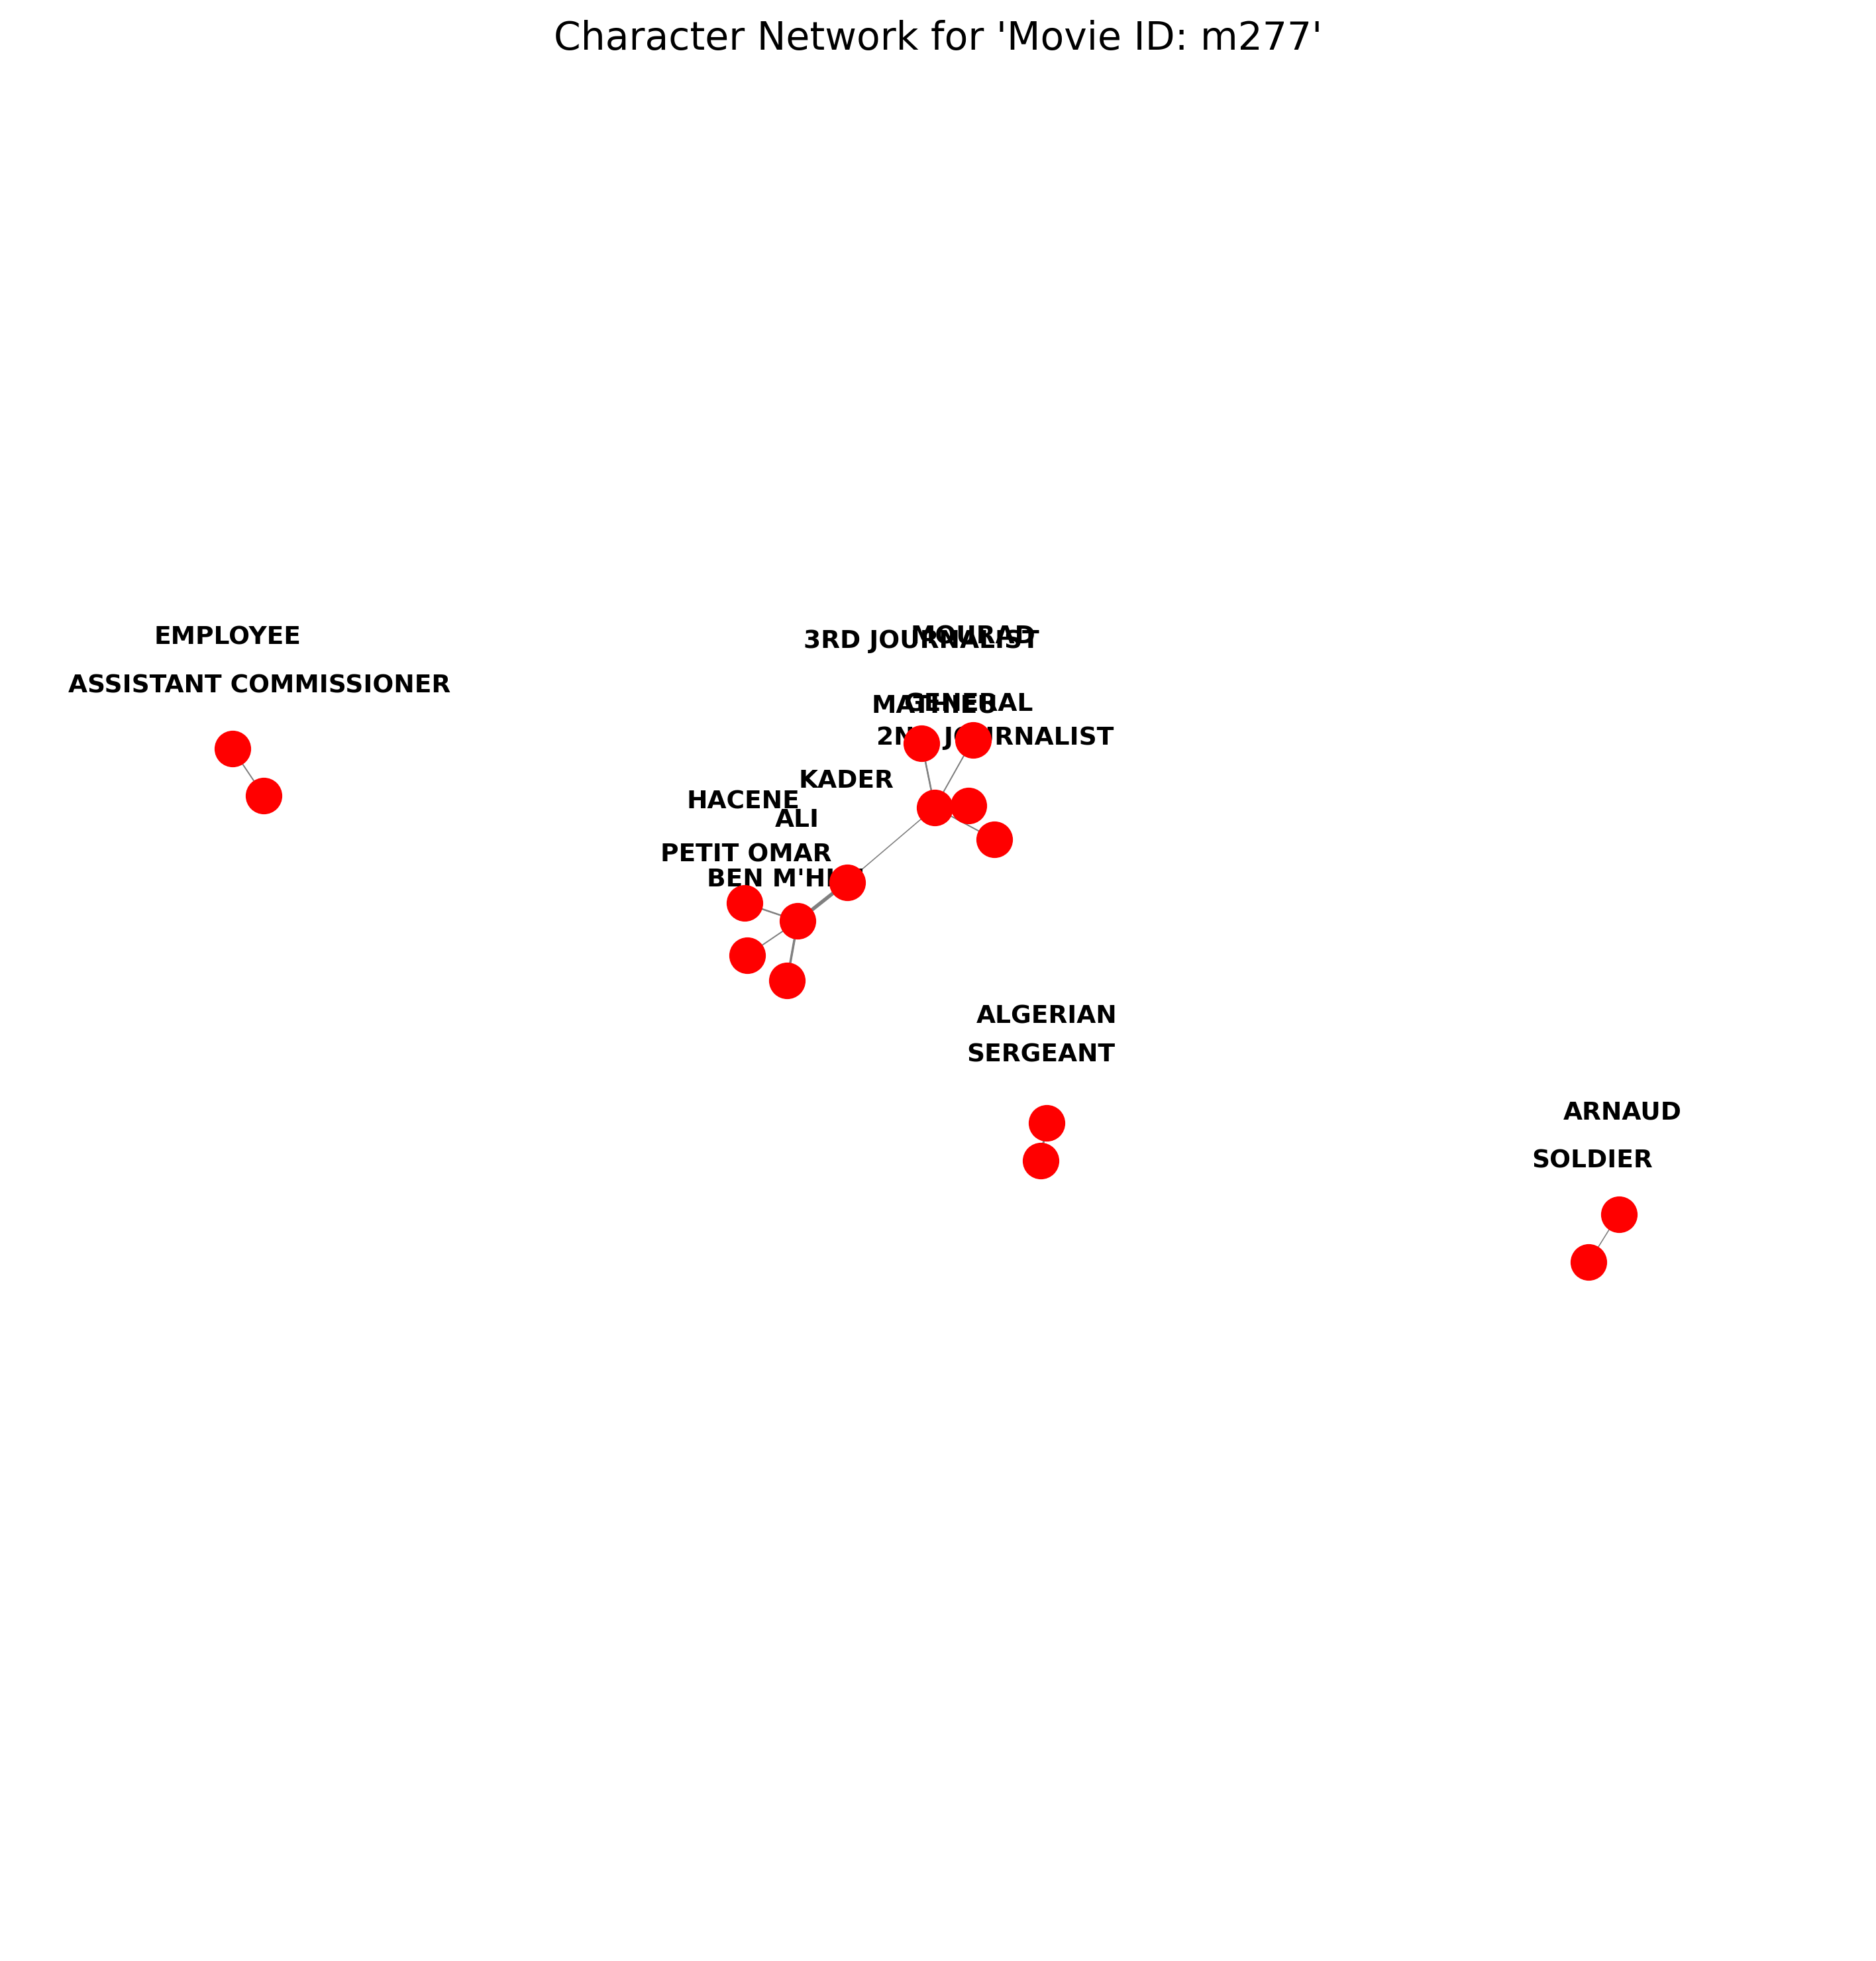 Character Network for 'Movie ID: m277'
EMPLOYEE
MOURAD
3RD JOURNALIST
ASSISTANT COMMISSIONER
GENERAL
MATHIEU
JOURNALIST
KADER
HACENE
ALI
PETIT OMAR
BEN
ALGERIAN
SERGEANT
ARNAUD
SOLDIER